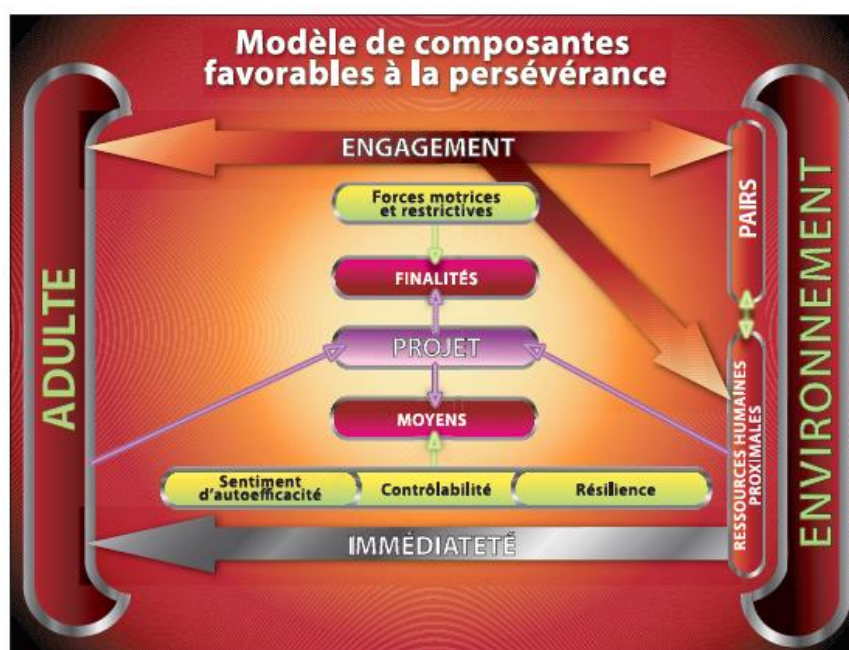 Modèle de composantes
favorables à la persévérance
ENGAGEMENT
Forces motrices
et restrictives
FINALITÉS
PROJET
MOYENS
Sentiment
d'autoefficacité
Contrôlabilité
Résilience
IMMÉDIATETÉ
ADULTE
PAIRS
RESSOURCES HUMAINES
PROXIMALES
ENVIRONNEMENT